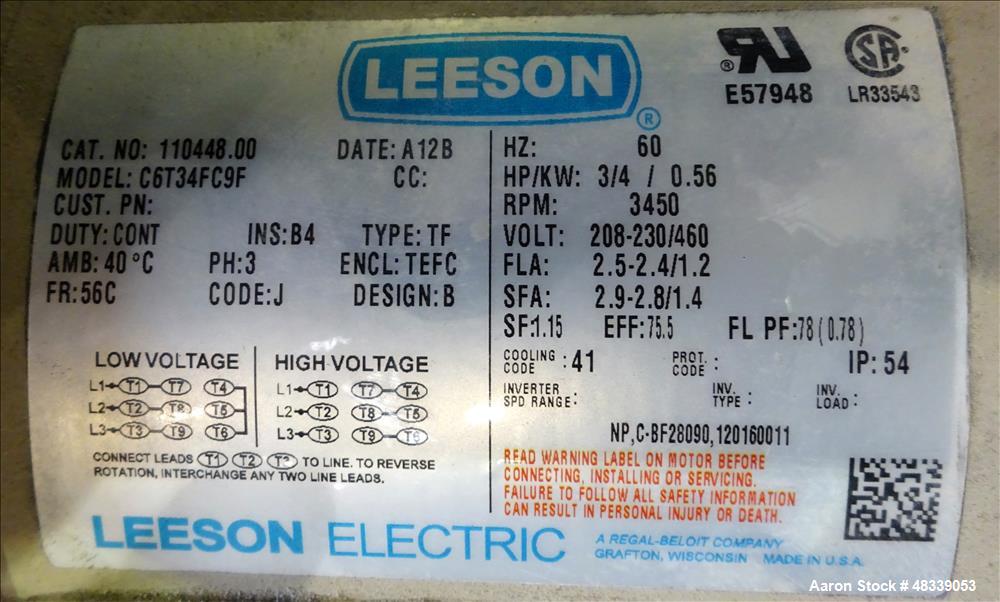 LEESON
®
®
E57948
SA
LR33543
CAT. NO: 110448.00 DATE: A12B
MODEL: C6T34FC9F CC:
CUST. PN:
DUTY: CONT INS: B4 TYPE: TF
AMB: 40°C PH: 3 ENCL: TEFC
FR: 56C CODE: J DESIGN: B
HZ: 60
HP/KW: 3/4 / 0.56
RPM: 3450
VOLT: 208-230/460
FLA: 2.5-2.4/1.2
SFA: 2.9-2.8/1.4
SF: 1.15 EFF: 75.5 FL PF: 78 (0.78)
COOLING CODE : 41 PROT. CODE : IP: 54
INVERTER SPD RANGE : INV. TYPE : INV. LOAD :
NP,C-BF28090,120160011
LOW VOLTAGE
L1 T1 T7 T4
L2 T2 T8 T5
L3 T3 T9 T6
HIGH VOLTAGE
L1 T1 T7 T4
L2 T2 T8 T5
L3 T3 T9 T6
CONNECT LEADS T1 T2 T3 TO LINE. TO REVERSE
ROTATION, INTERCHANGE ANY TWO LINE LEADS.
READ WARNING LABEL ON MOTOR BEFORE
CONNECTING, INSTALLING OR SERVICING.
FAILURE TO FOLLOW ALL SAFETY INFORMATION
CAN RESULT IN PERSONAL INJURY OR DEATH.
LEESON ELECTRIC
A REGAL-BELOIT COMPANY
GRAFTON, WISCONSIN MADE IN U.S.A.
Aaron Stock # 48339053